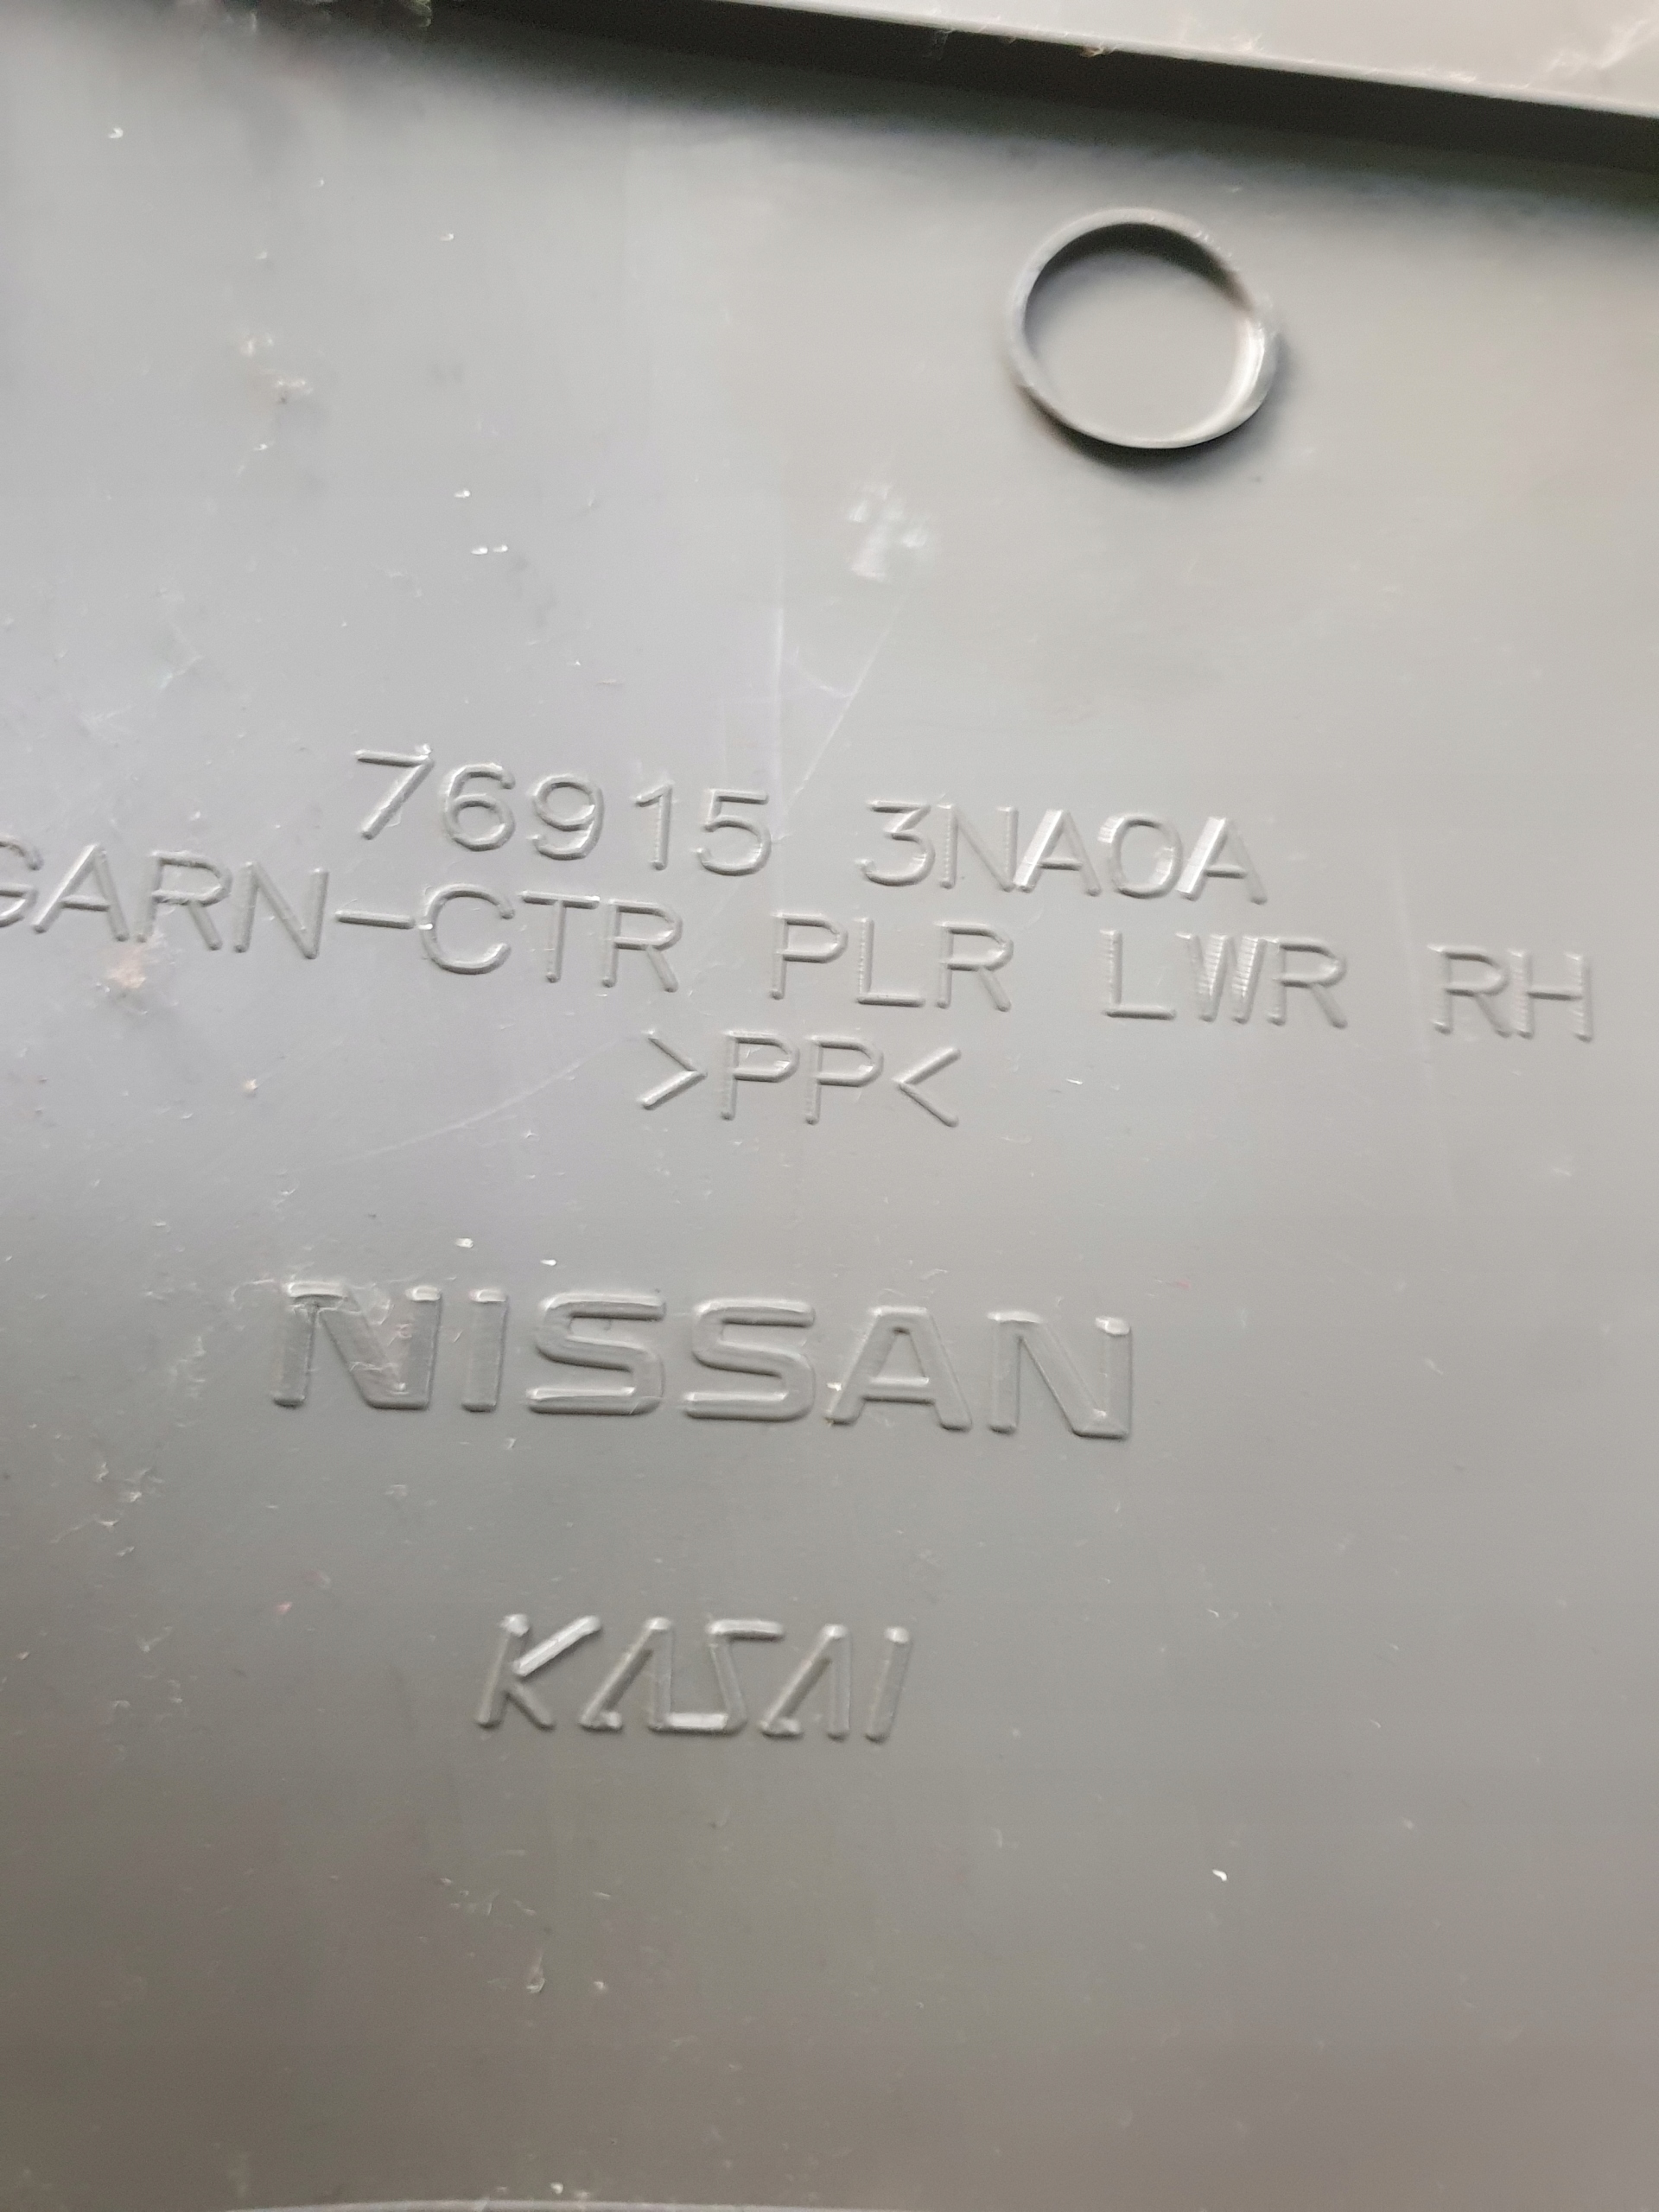 76915 3NA0A
GARN-CTR PLR LWR RH
>PP<
NISSAN
KASAI